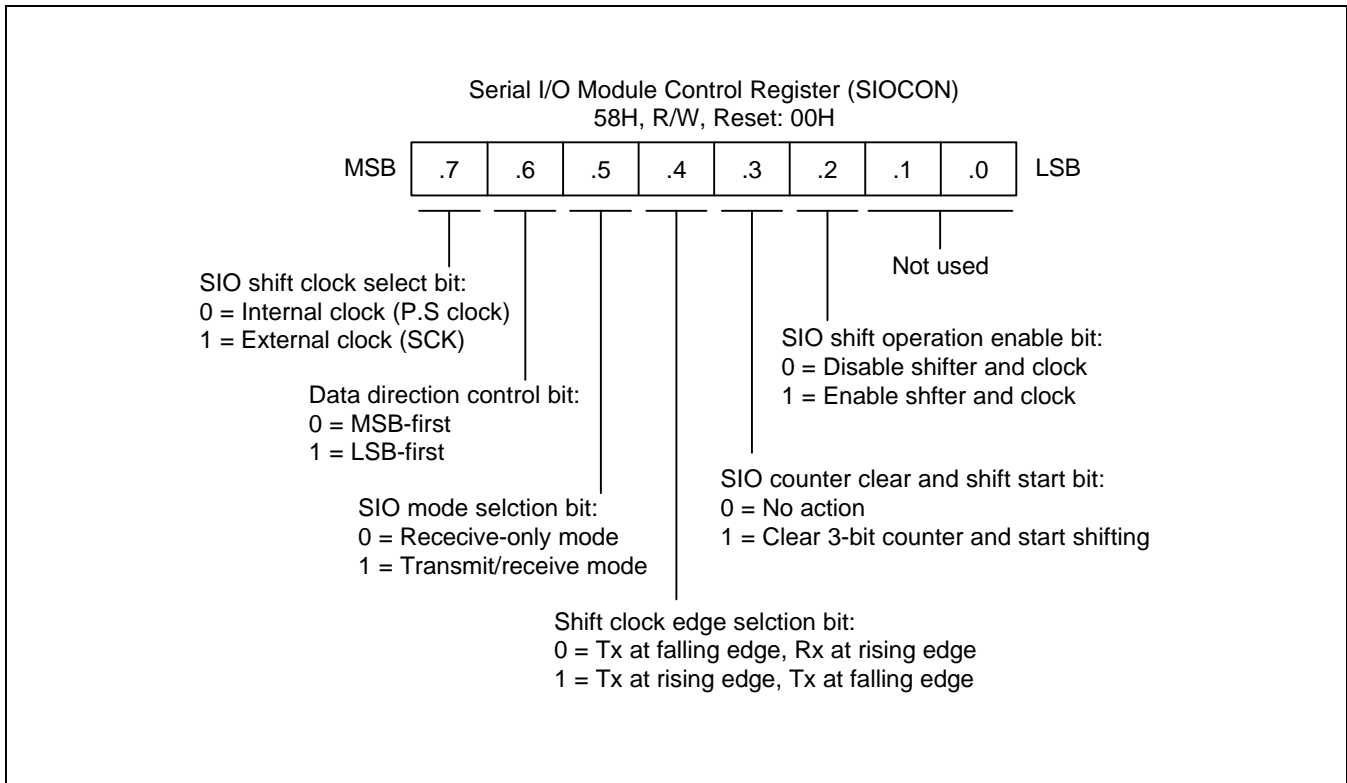 Serial I/O Module Control Register (SIOCON)
58H, R/W, Reset: 00H
MSB .7 .6 .5 .4 .3 .2 .1 .0 LSB
Not used
SIO shift clock select bit:
0 = Internal clock (P.S clock)
1 = External clock (SCK)
SIO shift operation enable bit:
0 = Disable shifter and clock
1 = Enable shfter and clock
Data direction control bit:
0 = MSB-first
1 = LSB-first
SIO counter clear and shift start bit:
0 = No action
1 = Clear 3-bit counter and start shifting
SIO mode selction bit:
0 = Rececive-only mode
1 = Transmit/receive mode
Shift clock edge selction bit:
0 = Tx at falling edge, Rx at rising edge
1 = Tx at rising edge, Tx at falling edge